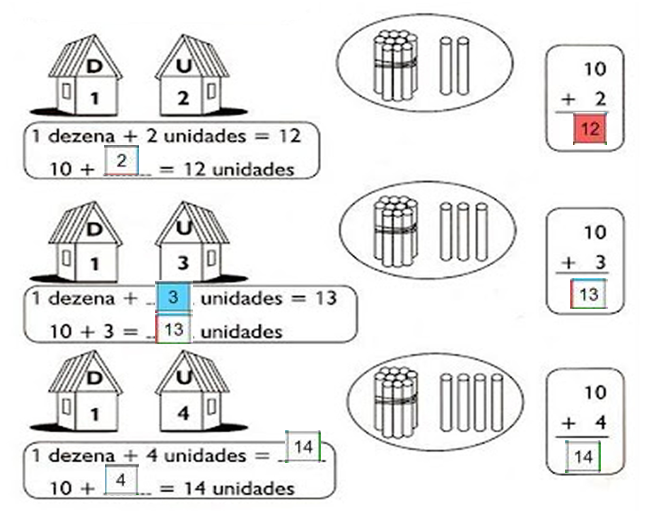 D U
1 2
1 dezena + 2 unidades = 12
10 + 2 = 12 unidades
10
+ 2
12
D U
1 3
1 dezena + 3 unidades = 13
10 + 3 = 13 unidades
10
+ 3
13
D U
1 4
1 dezena + 4 unidades = 14
10 + 4 = 14 unidades
10
+ 4
14